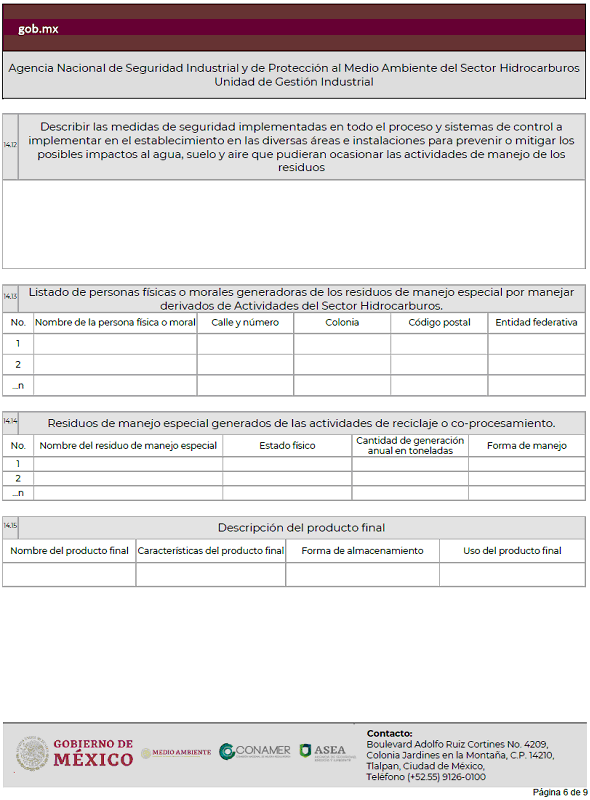 gob.mx
Agencia Nacional de Seguridad Industrial y de Protección al Medio Ambiente del Sector Hidrocarburos
Unidad de Gestión Industrial
14.12
Describir las medidas de seguridad implementadas en todo el proceso y sistemas de control a
implementar en el establecimiento en las diversas áreas e instalaciones para prevenir o mitigar los
posibles impactos al agua, suelo y aire que pudieran ocasionar las actividades de manejo de los
residuos
14.13
Listado de personas físicas o morales generadoras de los residuos de manejo especial por manejar
derivados de Actividades del Sector Hidrocarburos.
No. Nombre de la persona física o moral Calle y número Colonia Código postal Entidad federativa
1
2
...n
14.14
Residuos de manejo especial generados de las actividades de reciclaje o co-procesamiento.
No. Nombre del residuo de manejo especial Estado físico Cantidad de generación anual en toneladas Forma de manejo
1
2
...n
14.15
Descripción del producto final
Nombre del producto final Características del producto final Forma de almacenamiento Uso del producto final
GOBIERNO DE
MÉXICO
MEDIO AMBIENTE
CONAMER
ASEA
Contacto:
Boulevard Adolfo Ruiz Cortines No. 4209,
Colonia Jardines en la Montaña, C.P. 14210,
Tlalpan, Ciudad de México,
Teléfono (+52.55) 9126-0100
Página 6 de 9